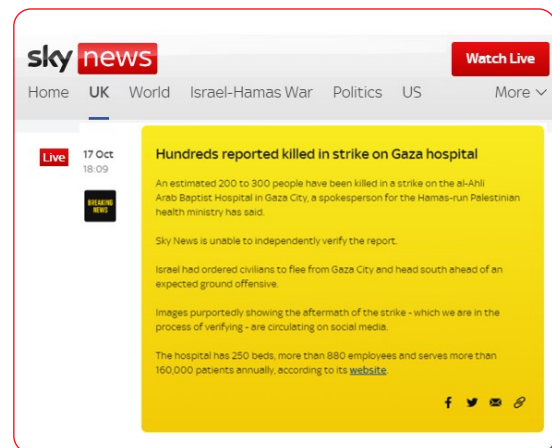 sky news
Watch Live
Home UK World Israel-Hamas War Politics US More
Live
17 Oct
18:09
BREAKING
NEWS
Hundreds reported killed in strike on Gaza hospital
An estimated 200 to 300 people have been killed in a strike on the al-Ahli
Arab Baptist Hospital in Gaza City, a spokesperson for the Hamas-run Palestinian
health ministry has said.
Sky News is unable to independently verify the report.
Israel had ordered civilians to flee from Gaza City and head south ahead of an
expected ground offensive.
Images purportedly showing the aftermath of the strike - which we are in the
process of verifying - are circulating on social media.
The hospital has 250 beds, more than 880 employees and serves more than
160,000 patients annually, according to its website.